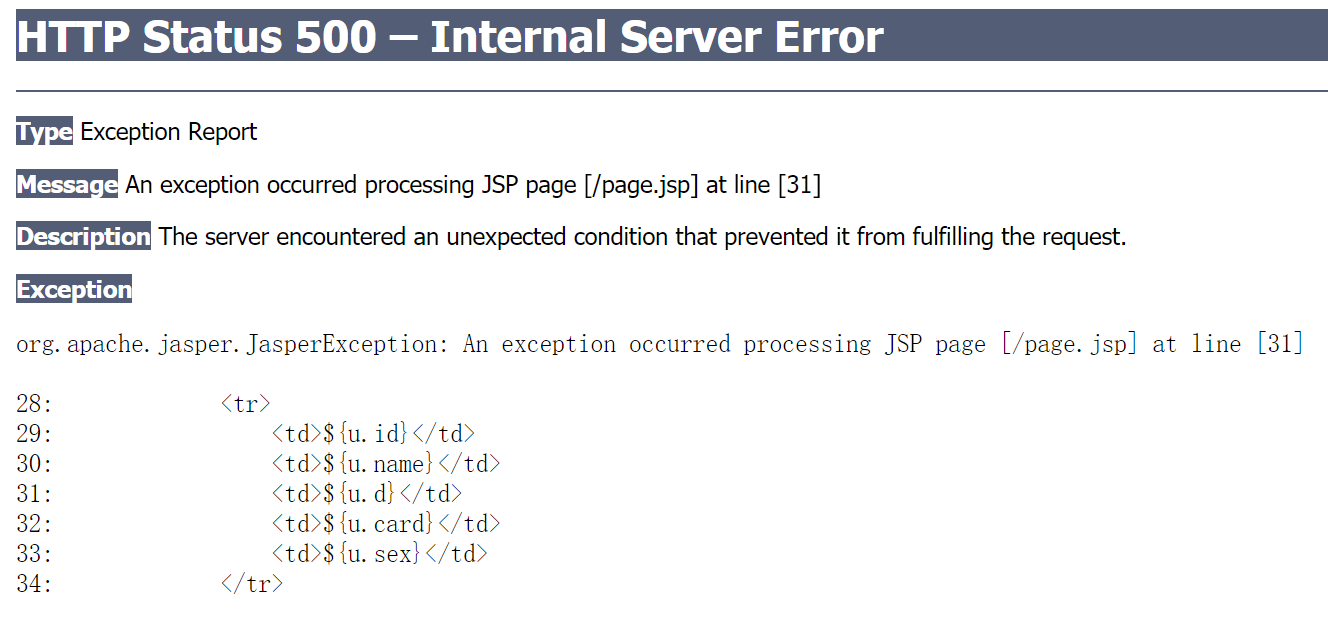 HTTP Status 500 – Internal Server Error
Type Exception Report
Message An exception occurred processing JSP page [/page.jsp] at line [31]
Description The server encountered an unexpected condition that prevented it from fulfilling the request.
Exception
org.apache.jasper.JasperException: An exception occurred processing JSP page [/page.jsp] at line [31]
28:             <tr>
29:                 <td>${u.id}</td>
30:                 <td>${u.name}</td>
31:                 <td>${u.d}</td>
32:                 <td>${u.card}</td>
33:                 <td>${u.sex}</td>
34:             </tr>